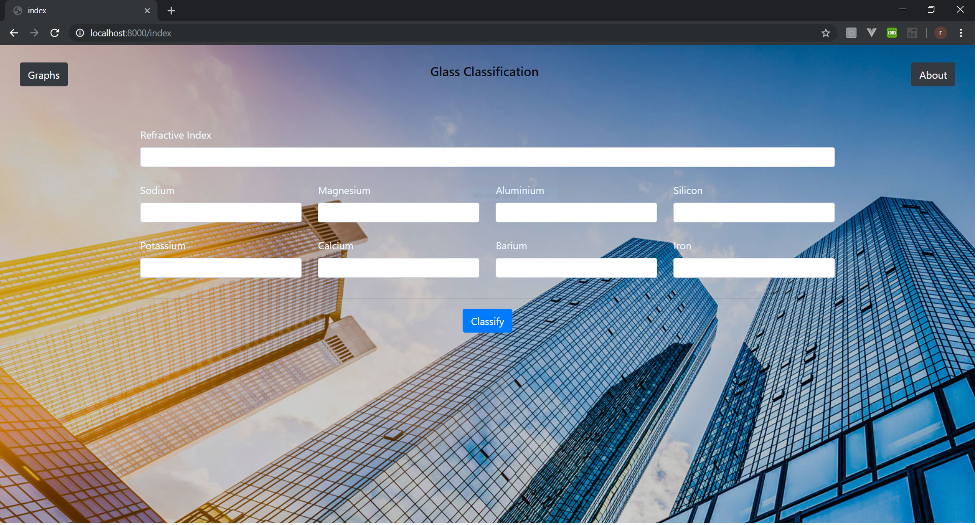 index
localhost:8000/index
Graphs
Glass Classification
About
Refractive Index
Sodium Magnesium Aluminium Silicon
Potassium Calcium Barium Iron
Classify